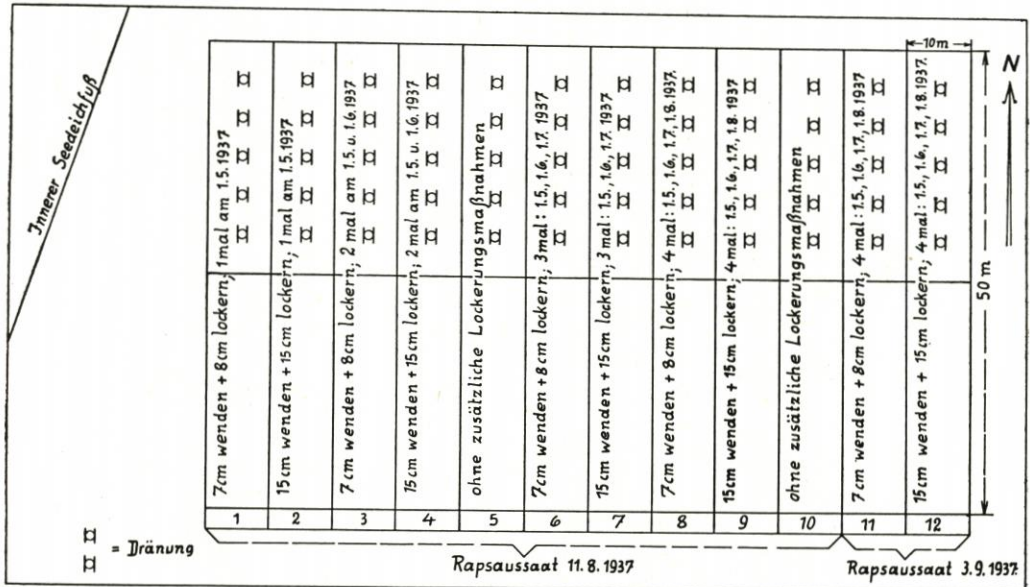 Innerer Seedeichfuß
←10m→
N
7cm wenden + 8cm lockern; 1mal am 1.5.1937
15cm wenden + 15cm lockern; 1mal am 1.5.1937
7cm wenden + 8cm lockern; 2mal am 1.5. u. 1.6.1937
15cm wenden + 15cm lockern; 2mal am 1.5. u. 1.6.1937
ohne zusätzliche Lockerungsmaßnahmen
7cm wenden + 8cm lockern; 3mal: 1.5., 1.6., 1.7. 1937
15cm wenden + 15cm lockern; 3mal: 1.5., 1.6., 1.7. 1937
7cm wenden + 8cm lockern; 4mal: 1.5., 1.6., 1.7., 1.8.1937.
15cm wenden + 15cm lockern; 4mal: 1.5., 1.6., 1.7., 1.8. 1937
ohne zusätzliche Lockerungsmaßnahmen
7cm wenden + 8cm lockern; 4mal: 1.5., 1.6., 1.7., 1.8.1937
15cm wenden + 15cm lockern; 4mal: 1.5., 1.6., 1.7., 1.8.1937.
50 m
1 2 3 4 5 6 7 8 9 10 11 12
= Dränung
Rapsaussaat 11.8.1937
Rapsaussaat 3.9.1937.